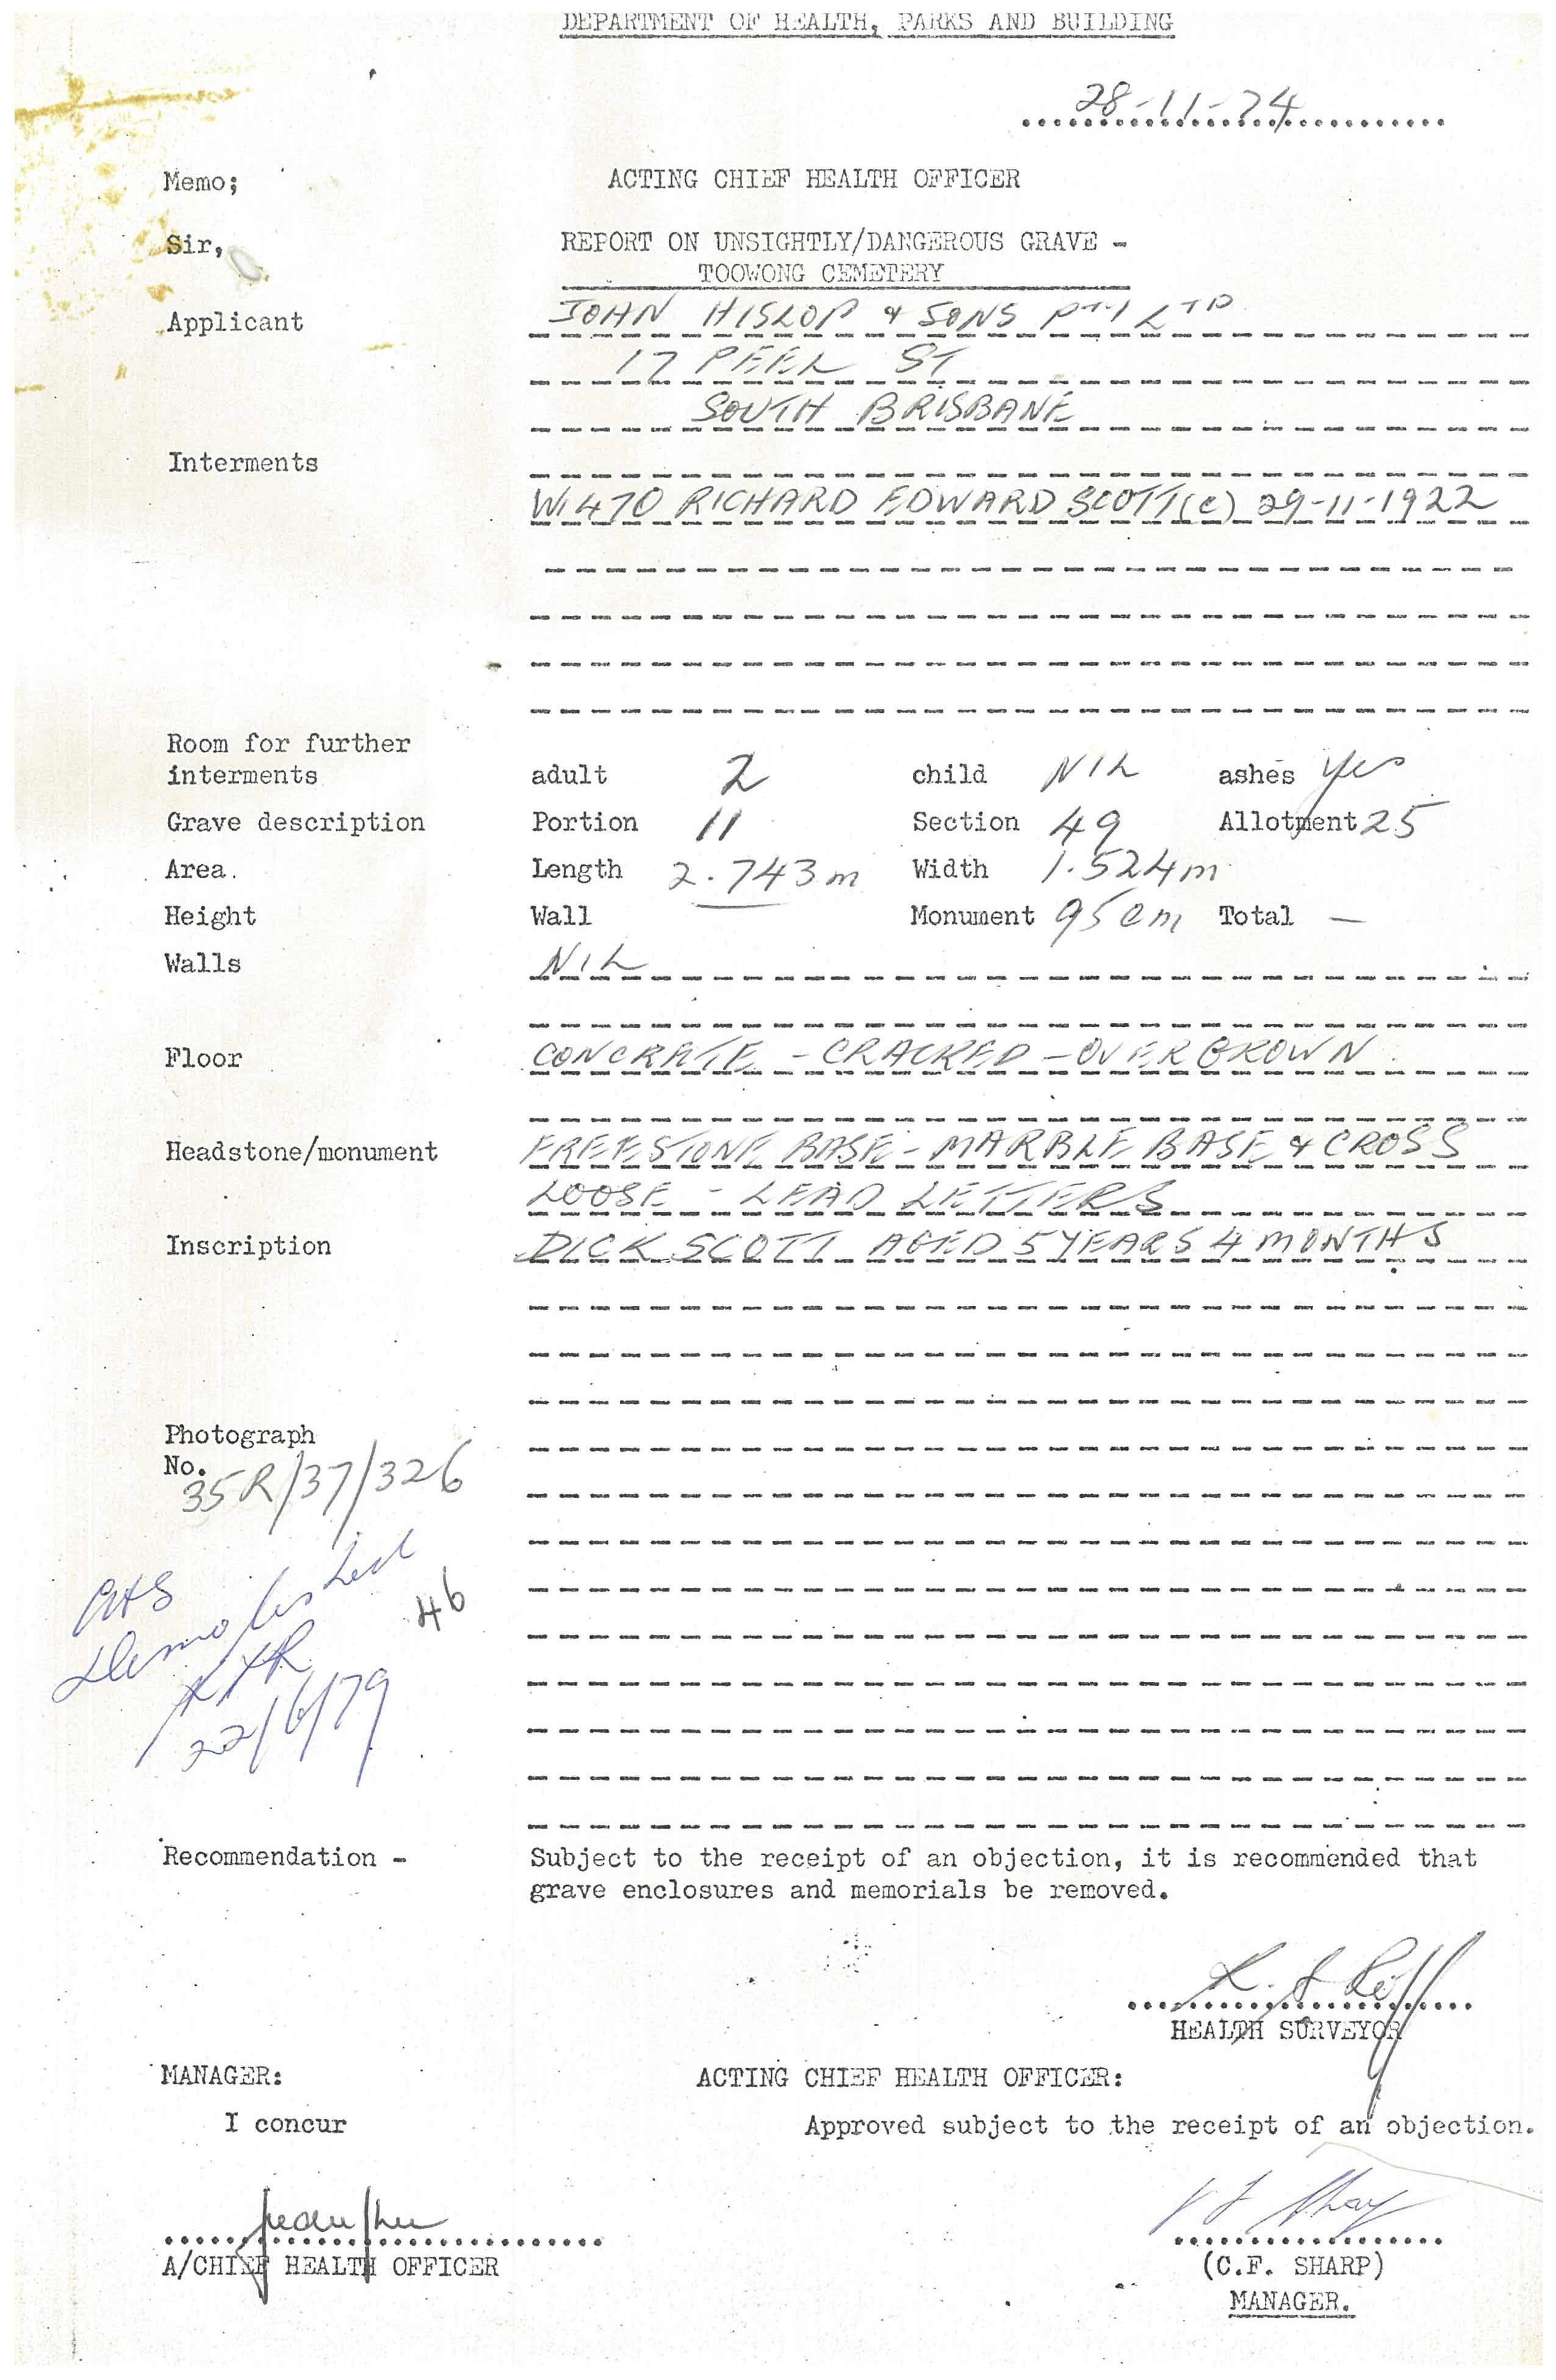 DEPARTMENT OF HEALTH, PARKS AND BUILDING
28-11-74
Memo; ACTING CHIEF HEALTH OFFICER
Sir, REPORT ON UNSIGHTLY/DANGEROUS GRAVE -
TOOWONG CEMETERY
Applicant JOHN HISLOP & SONS PTY LTD
17 PEEL ST
SOUTH BRISBANE
Interments
W1470 RICHARD EDWARD SCOTT (C) 29-11-1922
Room for further
interments adult 2 child NIL ashes yes
Grave description Portion 11 Section 49 Allotment 25
Area. Length 2.743m Width 1.524m
Height Wall Monument 95cm Total —
Walls NIL
Floor CONCRETE - CRACKED - OVERGROWN
Headstone/monument FREESTONE BASE - MARBLE BASE & CROSS
LOOSE - LEAD LETTERS
Inscription DICK SCOTT AGED 5 YEARS 4 MONTHS
Photograph
No.
35R/37/326
Demolished
46
22/6/79
Recommendation - Subject to the receipt of an objection, it is recommended that
grave enclosures and memorials be removed.
HEALTH SURVEYOR
MANAGER: ACTING CHIEF HEALTH OFFICER:
I concur Approved subject to the receipt of an objection.
A/CHIEF HEALTH OFFICER (C.F. SHARP)
MANAGER.